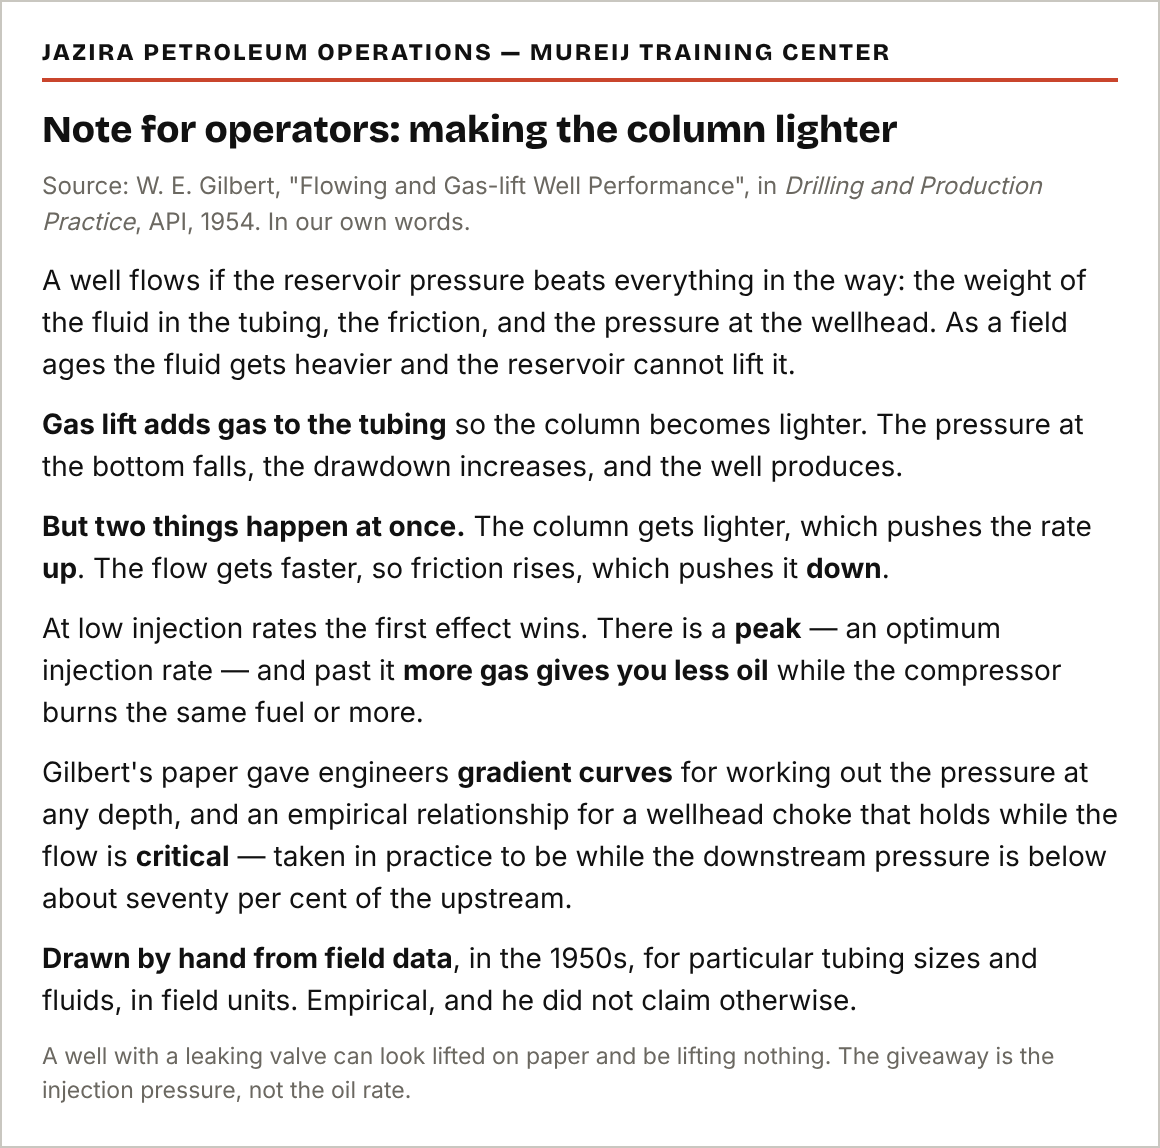 JAZIRA PETROLEUM OPERATIONS — MUREIJ TRAINING CENTER
Note for operators: making the column lighter
Source: W. E. Gilbert, "Flowing and Gas-lift Well Performance", in Drilling and Production
Practice, API, 1954. In our own words.
A well flows if the reservoir pressure beats everything in the way: the weight of
the fluid in the tubing, the friction, and the pressure at the wellhead. As a field
ages the fluid gets heavier and the reservoir cannot lift it.
Gas lift adds gas to the tubing so the column becomes lighter. The pressure at
the bottom falls, the drawdown increases, and the well produces.
But two things happen at once. The column gets lighter, which pushes the rate
up. The flow gets faster, so friction rises, which pushes it down.
At low injection rates the first effect wins. There is a peak — an optimum
injection rate — and past it more gas gives you less oil while the compressor
burns the same fuel or more.
Gilbert's paper gave engineers gradient curves for working out the pressure at
any depth, and an empirical relationship for a wellhead choke that holds while the
flow is critical — taken in practice to be while the downstream pressure is below
about seventy per cent of the upstream.
Drawn by hand from field data, in the 1950s, for particular tubing sizes and
fluids, in field units. Empirical, and he did not claim otherwise.
A well with a leaking valve can look lifted on paper and be lifting nothing. The giveaway is the
injection pressure, not the oil rate.